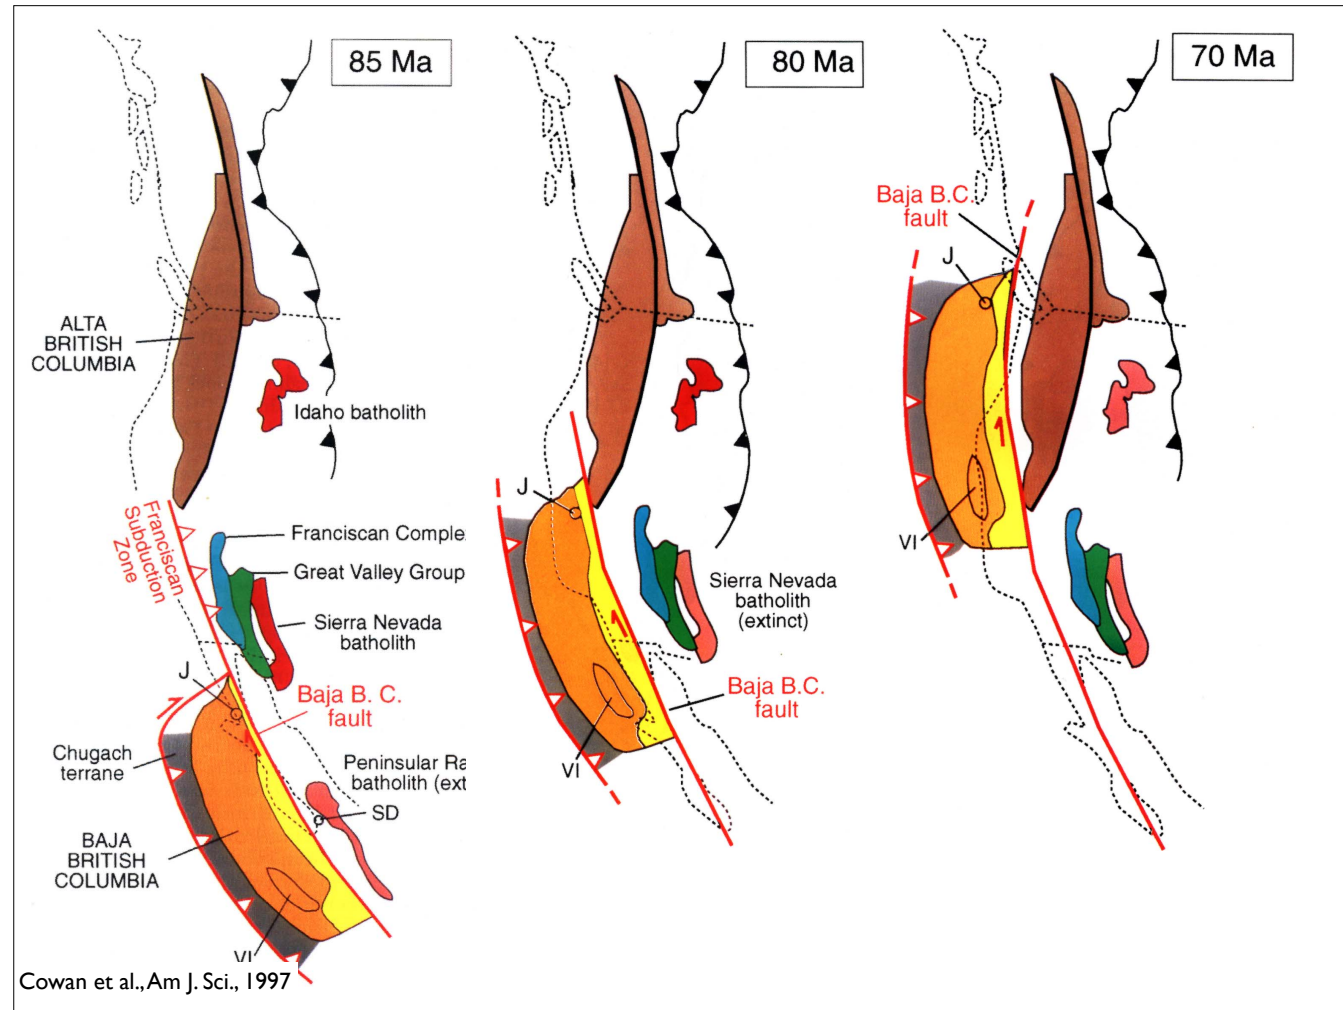 85 Ma
80 Ma
70 Ma
ALTA
BRITISH
COLUMBIA
Idaho batholith
Franciscan
Subduction
Zone
Franciscan Comple
Great Valley Group
Sierra Nevada
batholith
J
Baja B. C.
fault
Chugach
terrane
Peninsular Ra
batholith (ext
SD
BAJA
BRITISH
COLUMBIA
VI
Cowan et al., Am J. Sci., 1997
J
Sierra Nevada
batholith
(extinct)
Baja B.C.
fault
VI
Baja B.C.
fault
J
VI